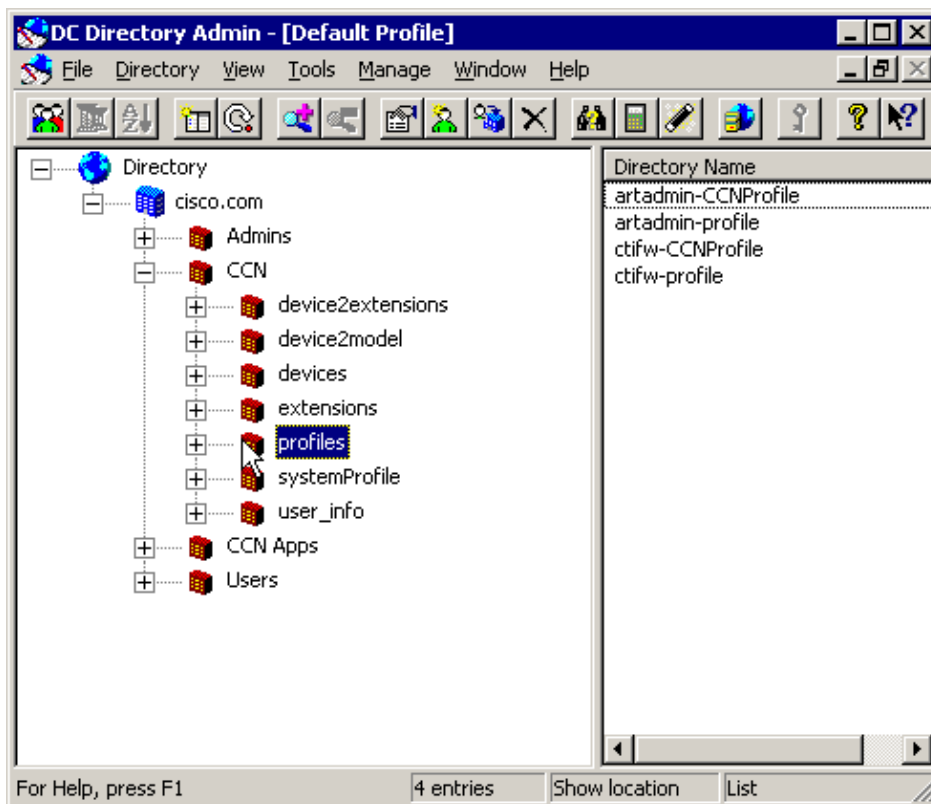 DC Directory Admin - [Default Profile]
File Directory View Tools Manage Window Help
Directory
cisco.com
Admins
CCN
device2extensions
device2model
devices
extensions
profiles
systemProfile
user_info
CCN Apps
Users
Directory Name
artadmin-CCNProfile
artadmin-profile
ctifw-CCNProfile
ctifw-profile
For Help, press F1 4 entries Show location List